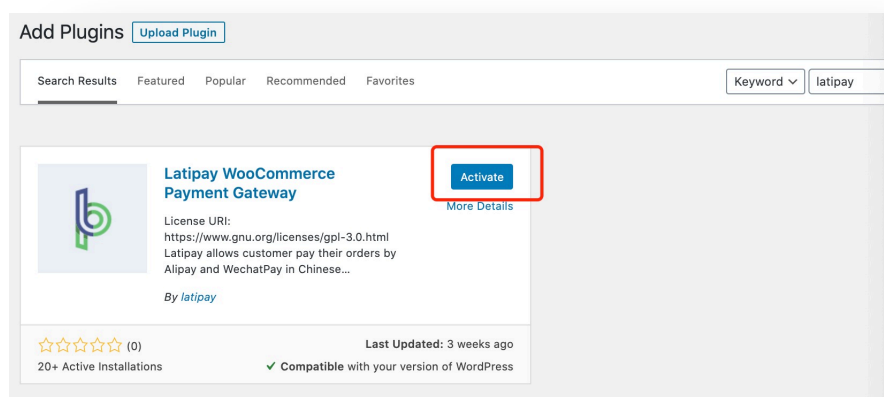 Add Plugins Upload Plugin
Search Results Featured Popular Recommended Favorites Keyword latipay
Latipay WooCommerce
Payment Gateway
Activate
More Details
License URI:
https://www.gnu.org/licenses/gpl-3.0.html
Latipay allows customer pay their orders by
Alipay and WechatPay in Chinese...
By latipay
(0) Last Updated: 3 weeks ago
20+ Active Installations Compatible with your version of WordPress